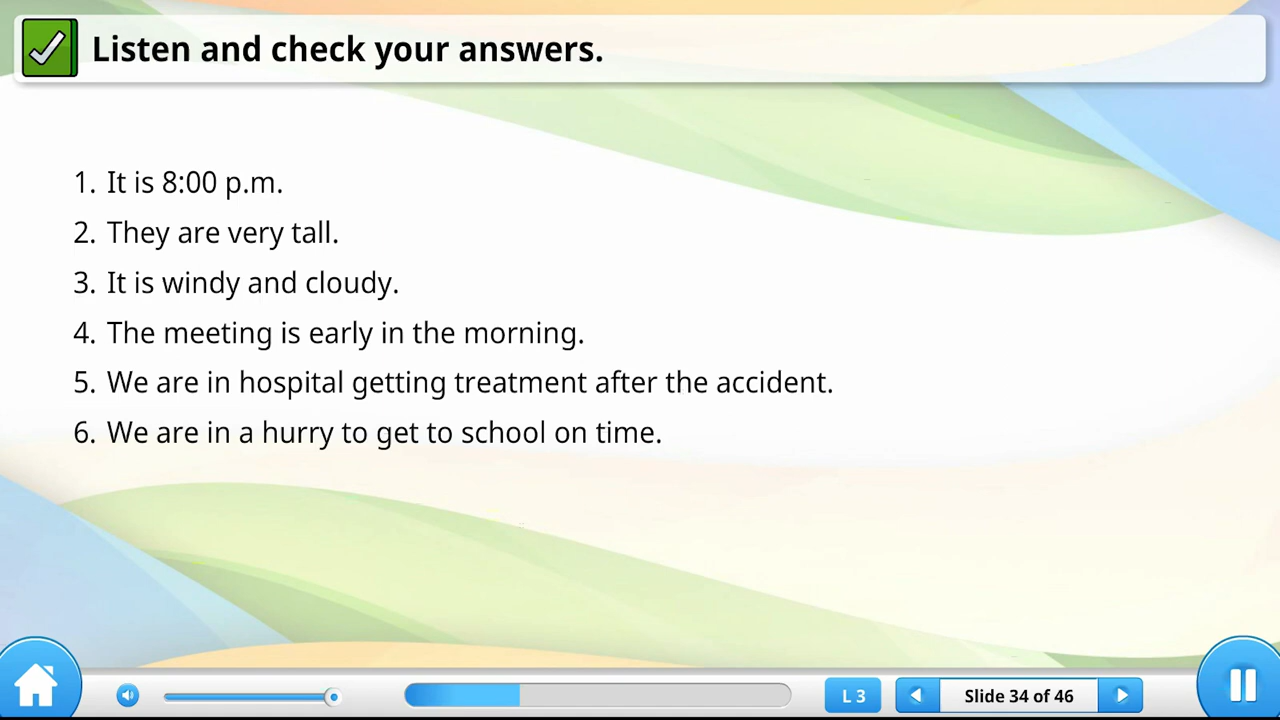 Listen and check your answers.
1. It is 8:00 p.m.
2. They are very tall.
3. It is windy and cloudy.
4. The meeting is early in the morning.
5. We are in hospital getting treatment after the accident.
6. We are in a hurry to get to school on time.
L 3
Slide 34 of 46